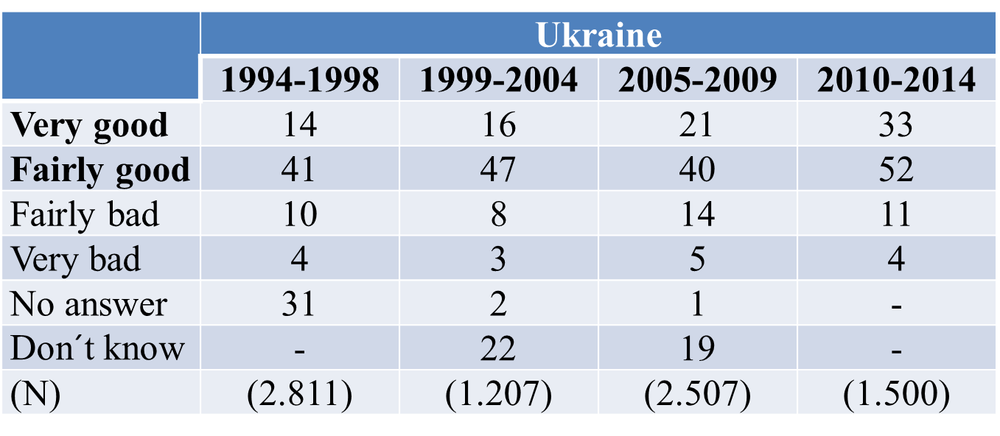 Ukraine
1994-1998 1999-2004 2005-2009 2010-2014
Very good 14 16 21 33
Fairly good 41 47 40 52
Fairly bad 10 8 14 11
Very bad 4 3 5 4
No answer 31 2 1 -
Don´t know - 22 19 -
(N) (2.811) (1.207) (2.507) (1.500)